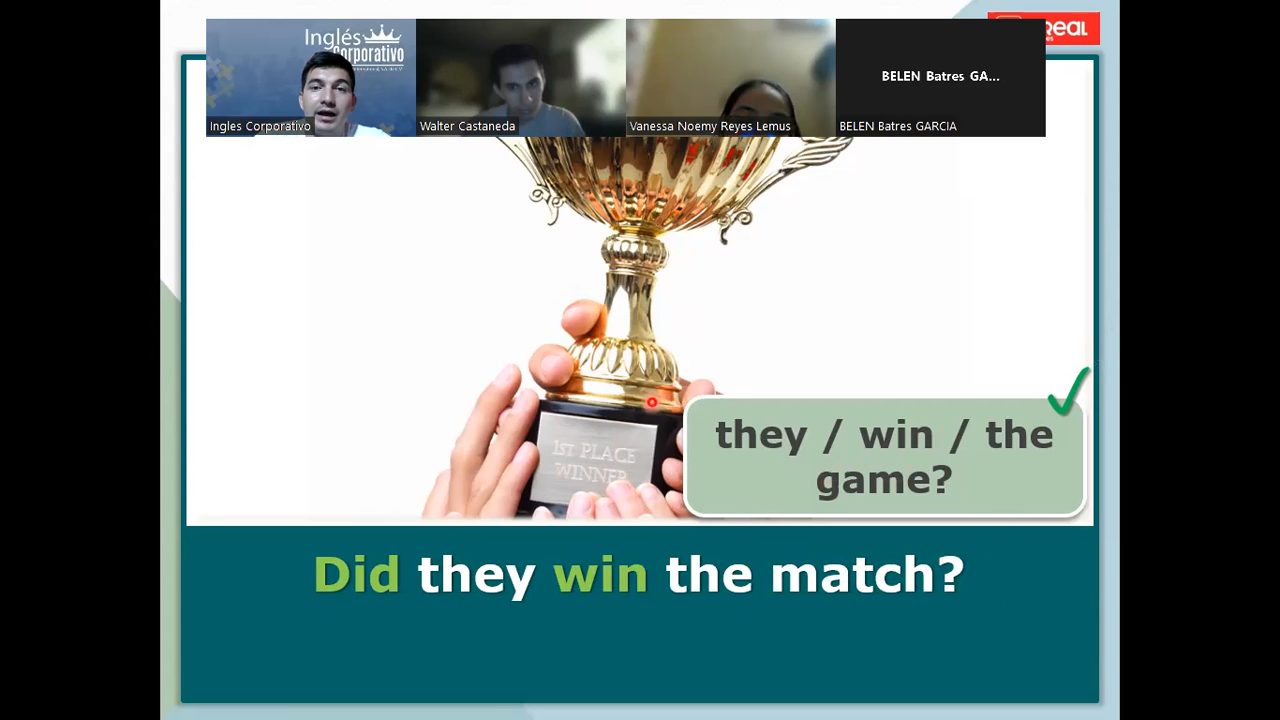 Inglés
Corporativo
Ingles Corporativo
Walter Castaneda
Vanessa Noemy Reyes Lemus
BELEN Batres GA...
BELEN Batres GARCIA
1ST PLACE
WINNER
they / win / the
game?
Did they win the match?